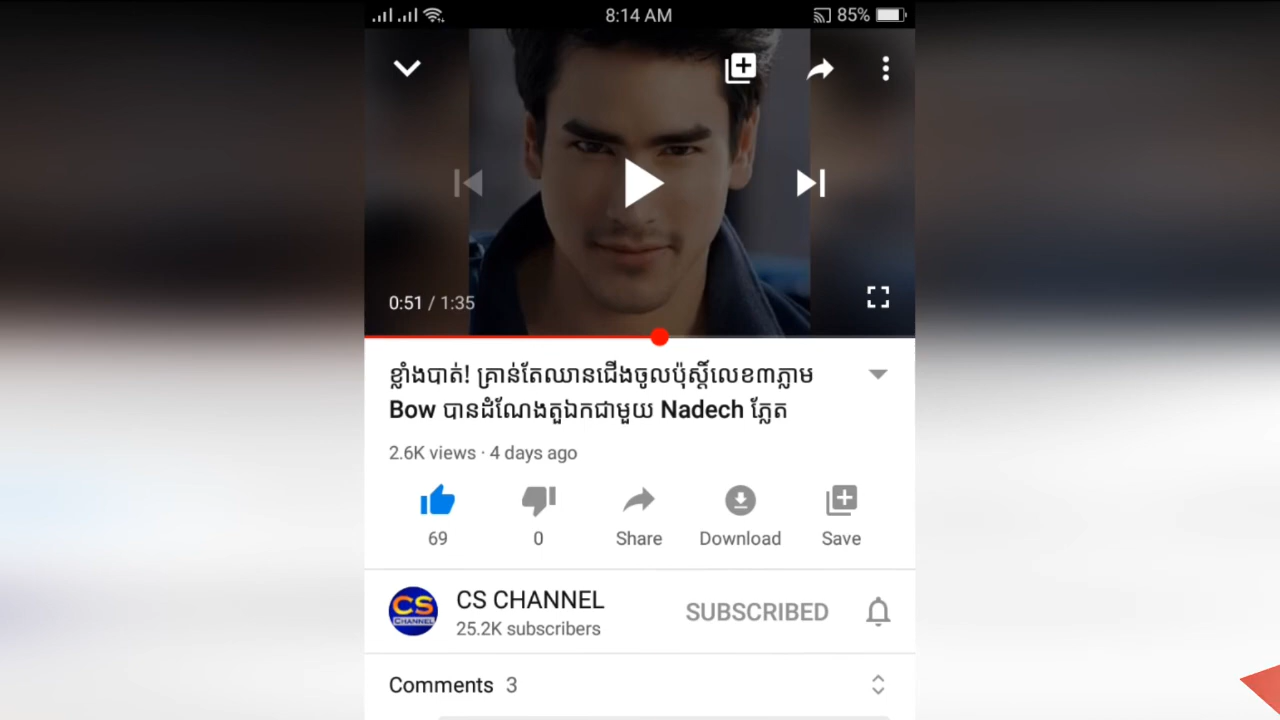 8:14 AM
85%
0:51 / 1:35
ខ្លាំងបាត់! គ្រាន់តែឈានជើងចូលប៉ុស្តិ៍លេខ៣ភ្លាម
Bow បានដំណែងតួឯកជាមួយ Nadech ភ្លែត
2.6K views · 4 days ago
69
0
Share
Download
Save
CS
CHANNEL
CS CHANNEL
SUBSCRIBED
25.2K subscribers
Comments 3